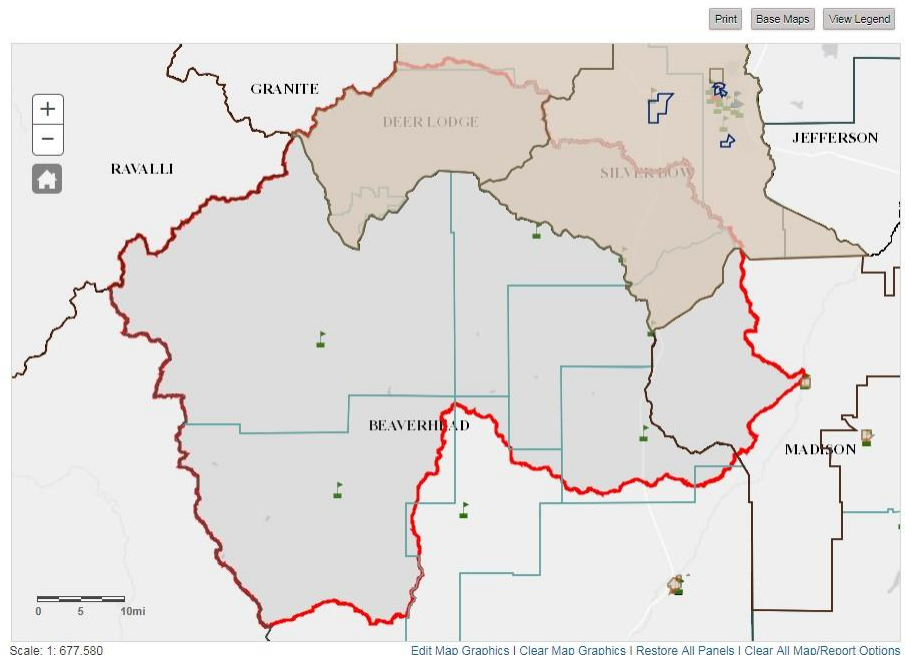 Print Base Maps View Legend
GRANITE
DEER LODGE
JEFFERSON
RAVALLI
SILVER BOW
BEAVERHEAD
MADISON
0 5 10mi
Scale: 1: 677,580
Edit Map Graphics | Clear Map Graphics | Restore All Panels | Clear All Map/Report Options